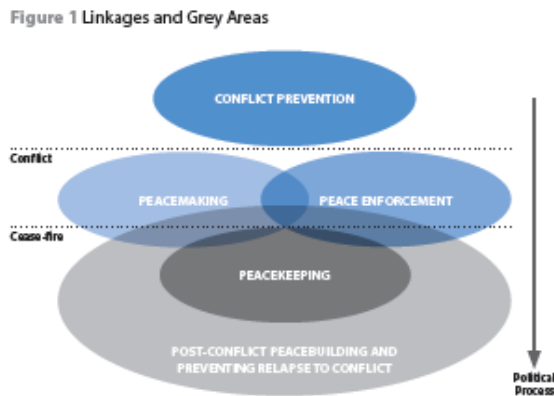 Figure 1 Linkages and Grey Areas
CONFLICT PREVENTION
Conflict
PEACEMAKING
PEACE ENFORCEMENT
Cease-fire
PEACEKEEPING
POST-CONFLICT PEACEBUILDING AND
PREVENTING RELAPSE TO CONFLICT
Political
Process